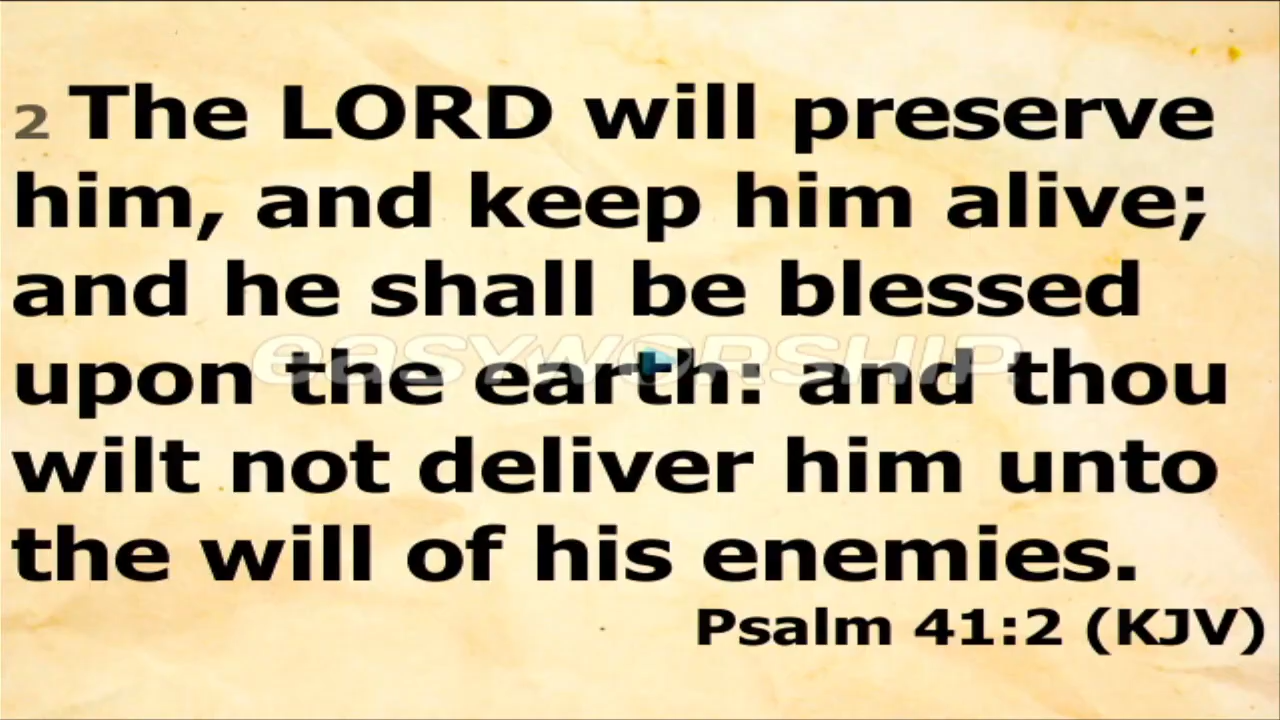 2 The LORD will preserve
him, and keep him alive;
and he shall be blessed
easyworship
upon the earth: and thou
wilt not deliver him unto
the will of his enemies.
Psalm 41:2 (KJV)